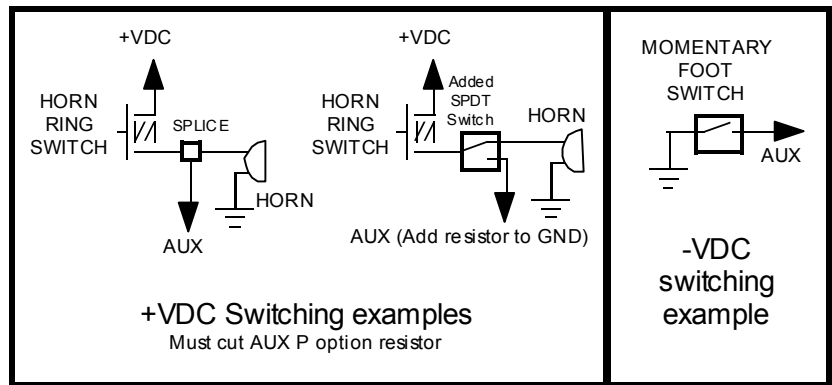 +VDC
HORN
RING
SWITCH
SPLICE
HORN
AUX
+VDC
HORN
RING
SWITCH
Added
SPDT
Switch
HORN
AUX (Add resistor to GND)
+VDC Switching examples
Must cut AUX P option resistor
MOMENTARY
FOOT
SWITCH
AUX
-VDC
switching
example